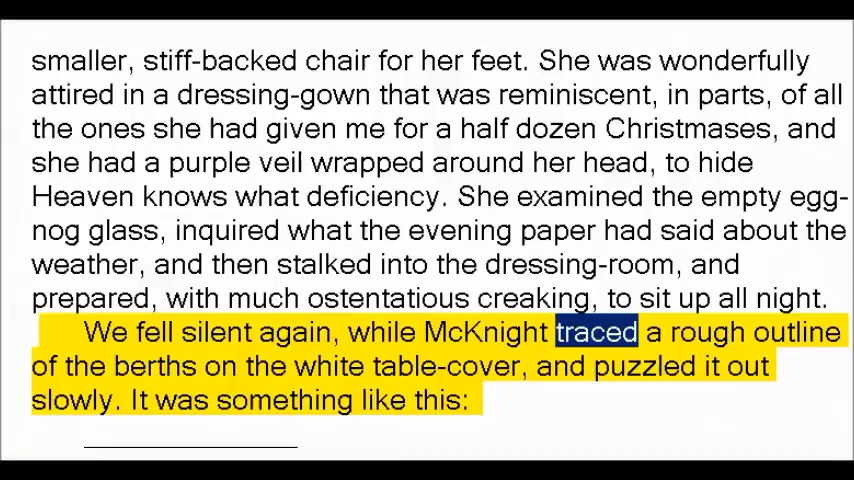 smaller, stiff-backed chair for her feet. She was wonderfully
attired in a dressing-gown that was reminiscent, in parts, of all
the ones she had given me for a half dozen Christmases, and
she had a purple veil wrapped around her head, to hide
Heaven knows what deficiency. She examined the empty egg-
nog glass, inquired what the evening paper had said about the
weather, and then stalked into the dressing-room, and
prepared, with much ostentatious creaking, to sit up all night.
We fell silent again, while McKnight traced a rough outline
of the berths on the white table-cover, and puzzled it out
slowly. It was something like this: